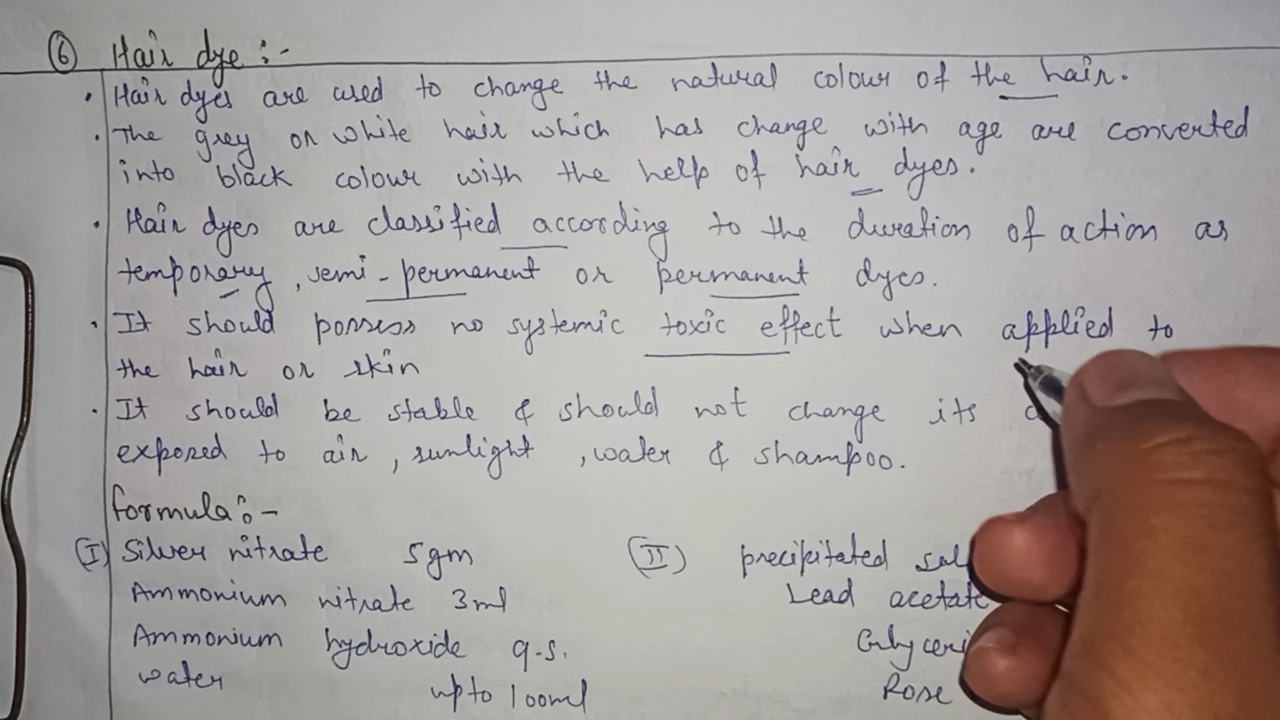 ⑥ Hair dye :-
• Hair dyes are used to change the natural colour of the hair.
• The grey or white hair which has change with age are converted
into black colour with the help of hair dyes.
• Hair dyes are classified according to the duration of action as
temporary, semi-permanent or permanent dyes.
• It should possess no systemic toxic effect when applied to
the hair or skin
• It should be stable & should not change its
exposed to air, sunlight, water & shampoo.
formula:-
(I) Silver nitrate 5gm (II) precipitated
Ammonium nitrate 3ml Lead acetate
Ammonium hydroxide q.s.
water upto 100ml Rose